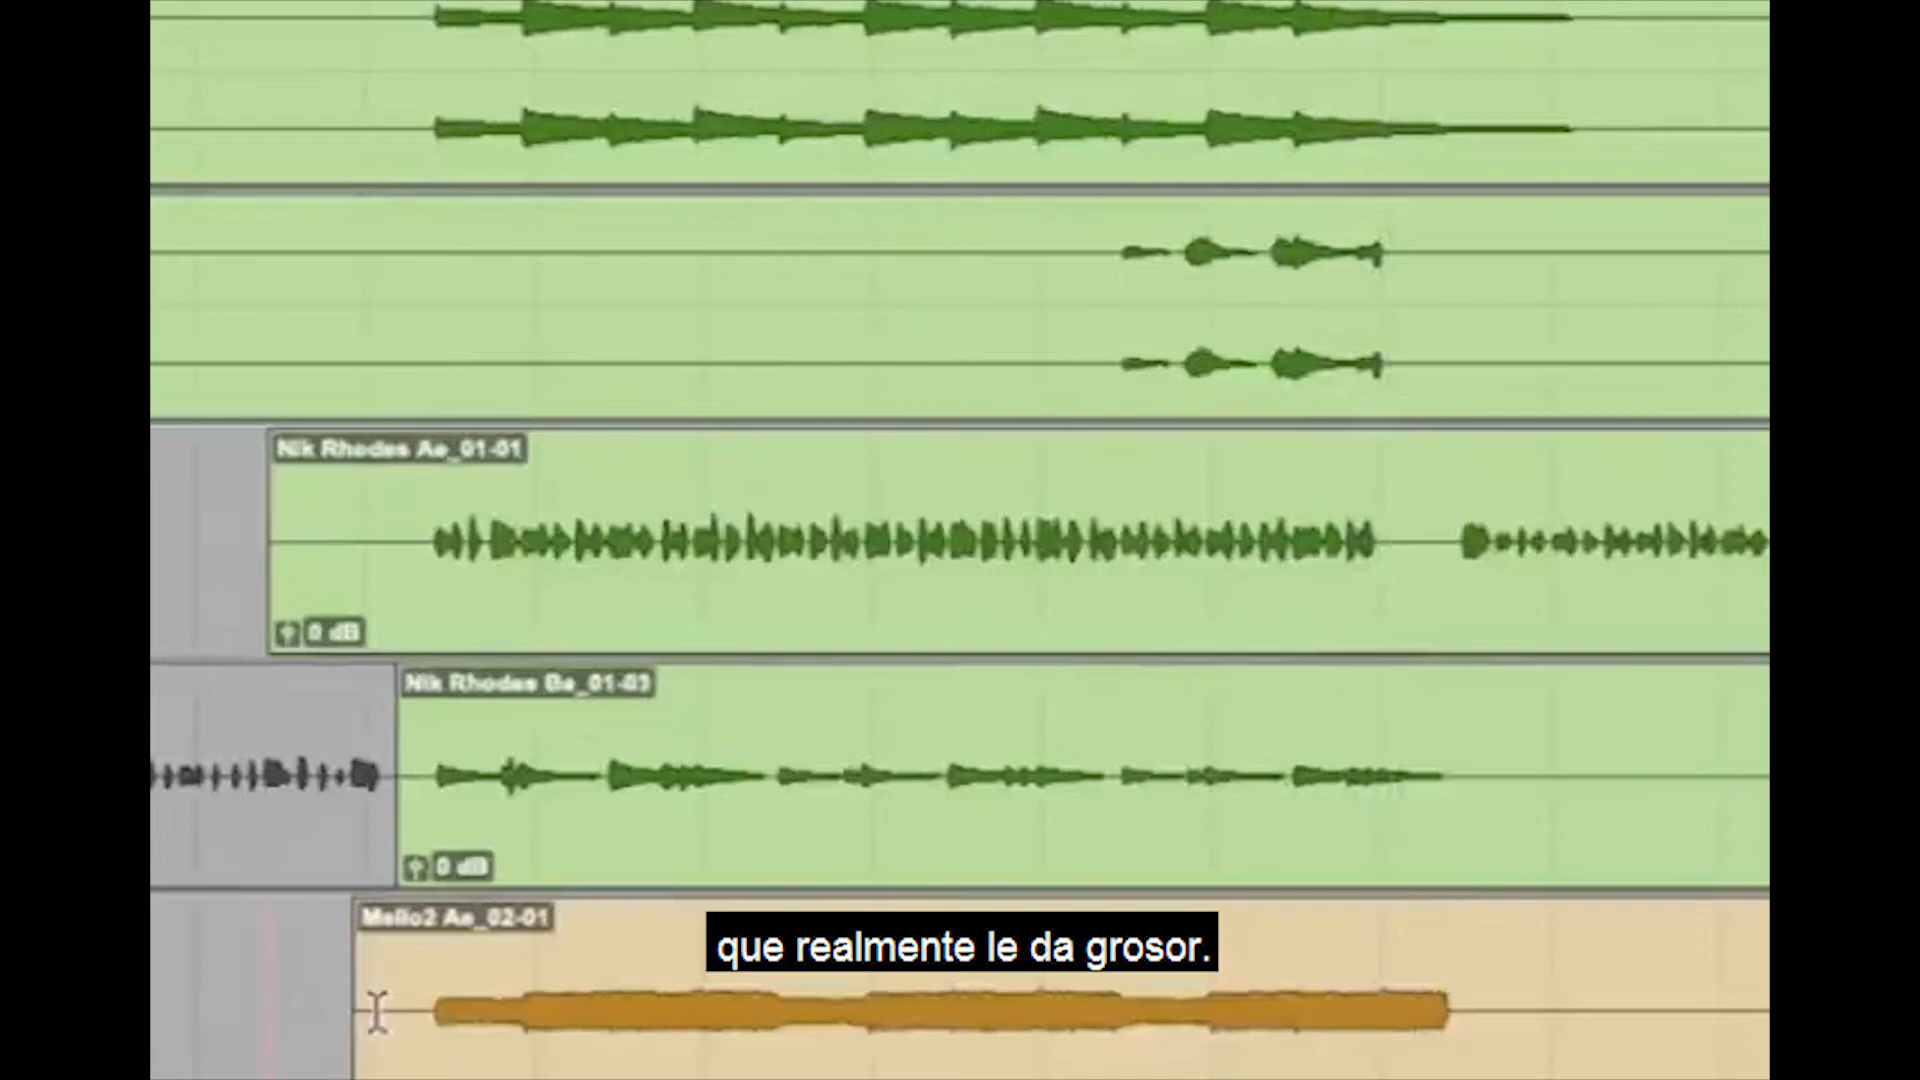 Nik Rhodes Ae_01-01
0 dB
Nik Rhodes Be_01-03
0 dB
Mello2 Ae_02-01
que realmente le da grosor.